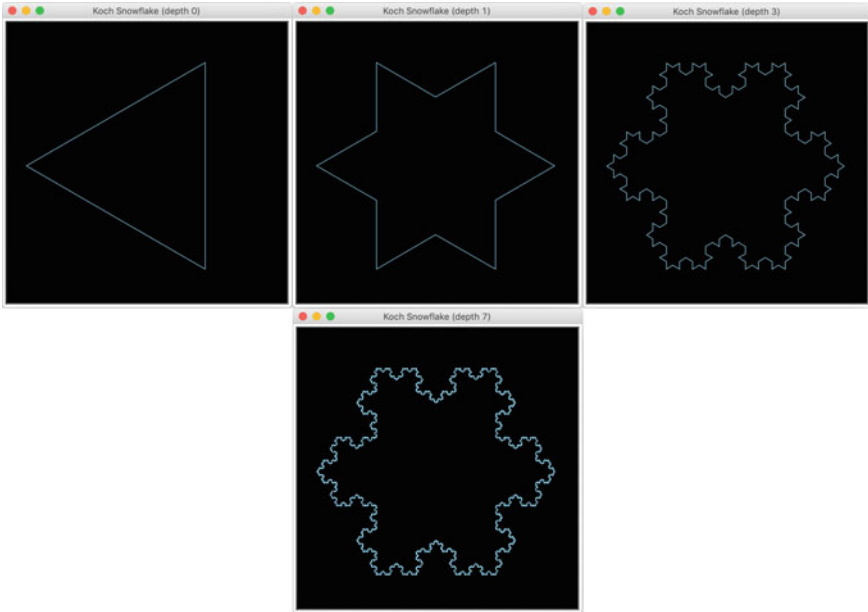 Koch Snowflake (depth 0)
Koch Snowflake (depth 1)
Koch Snowflake (depth 3)
Koch Snowflake (depth 7)